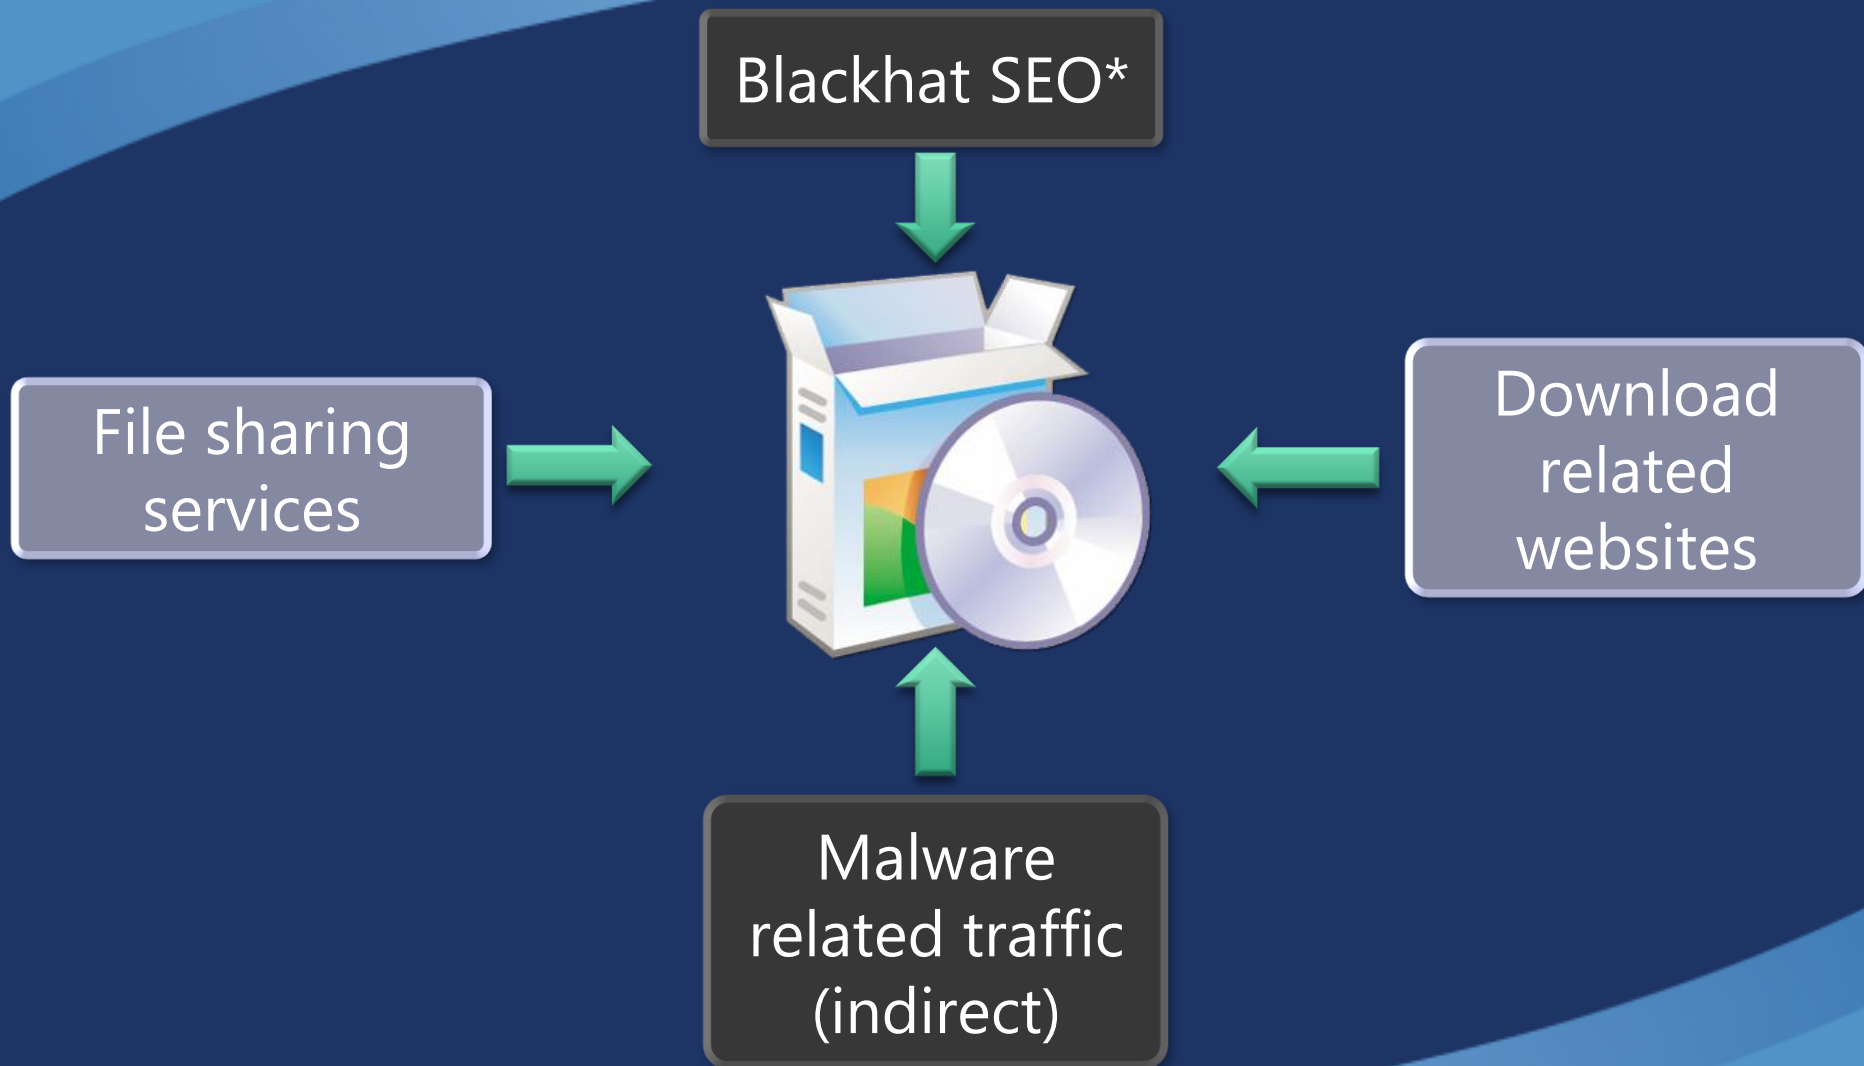 Blackhat SEO*
File sharing
services
Download
related
websites
Malware
related traffic
(indirect)